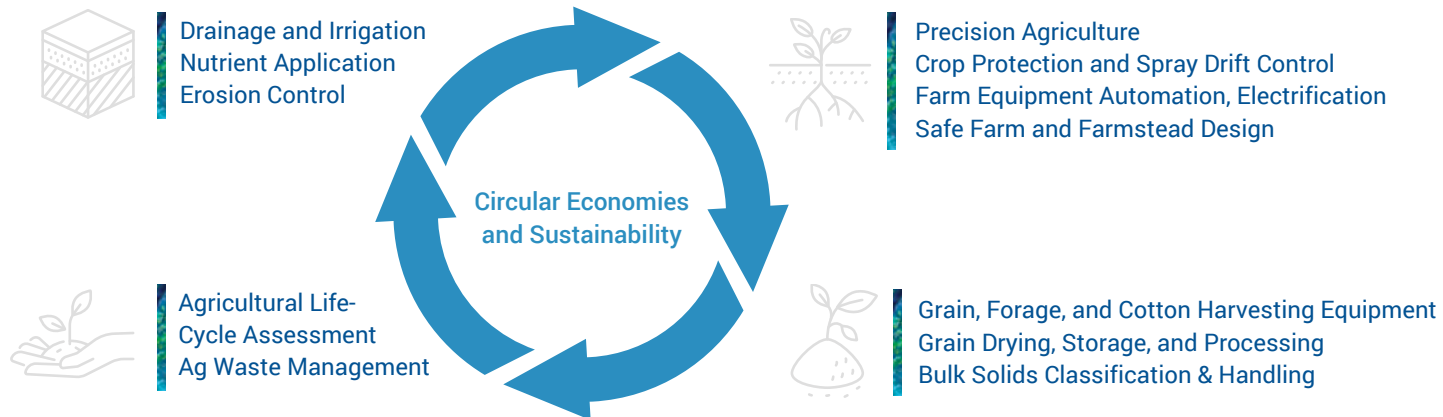 Drainage and Irrigation
Nutrient Application
Erosion Control
Precision Agriculture
Crop Protection and Spray Drift Control
Farm Equipment Automation, Electrification
Safe Farm and Farmstead Design
Circular Economies
and Sustainability
Agricultural Life-
Cycle Assessment
Ag Waste Management
Grain, Forage, and Cotton Harvesting Equipment
Grain Drying, Storage, and Processing
Bulk Solids Classification & Handling